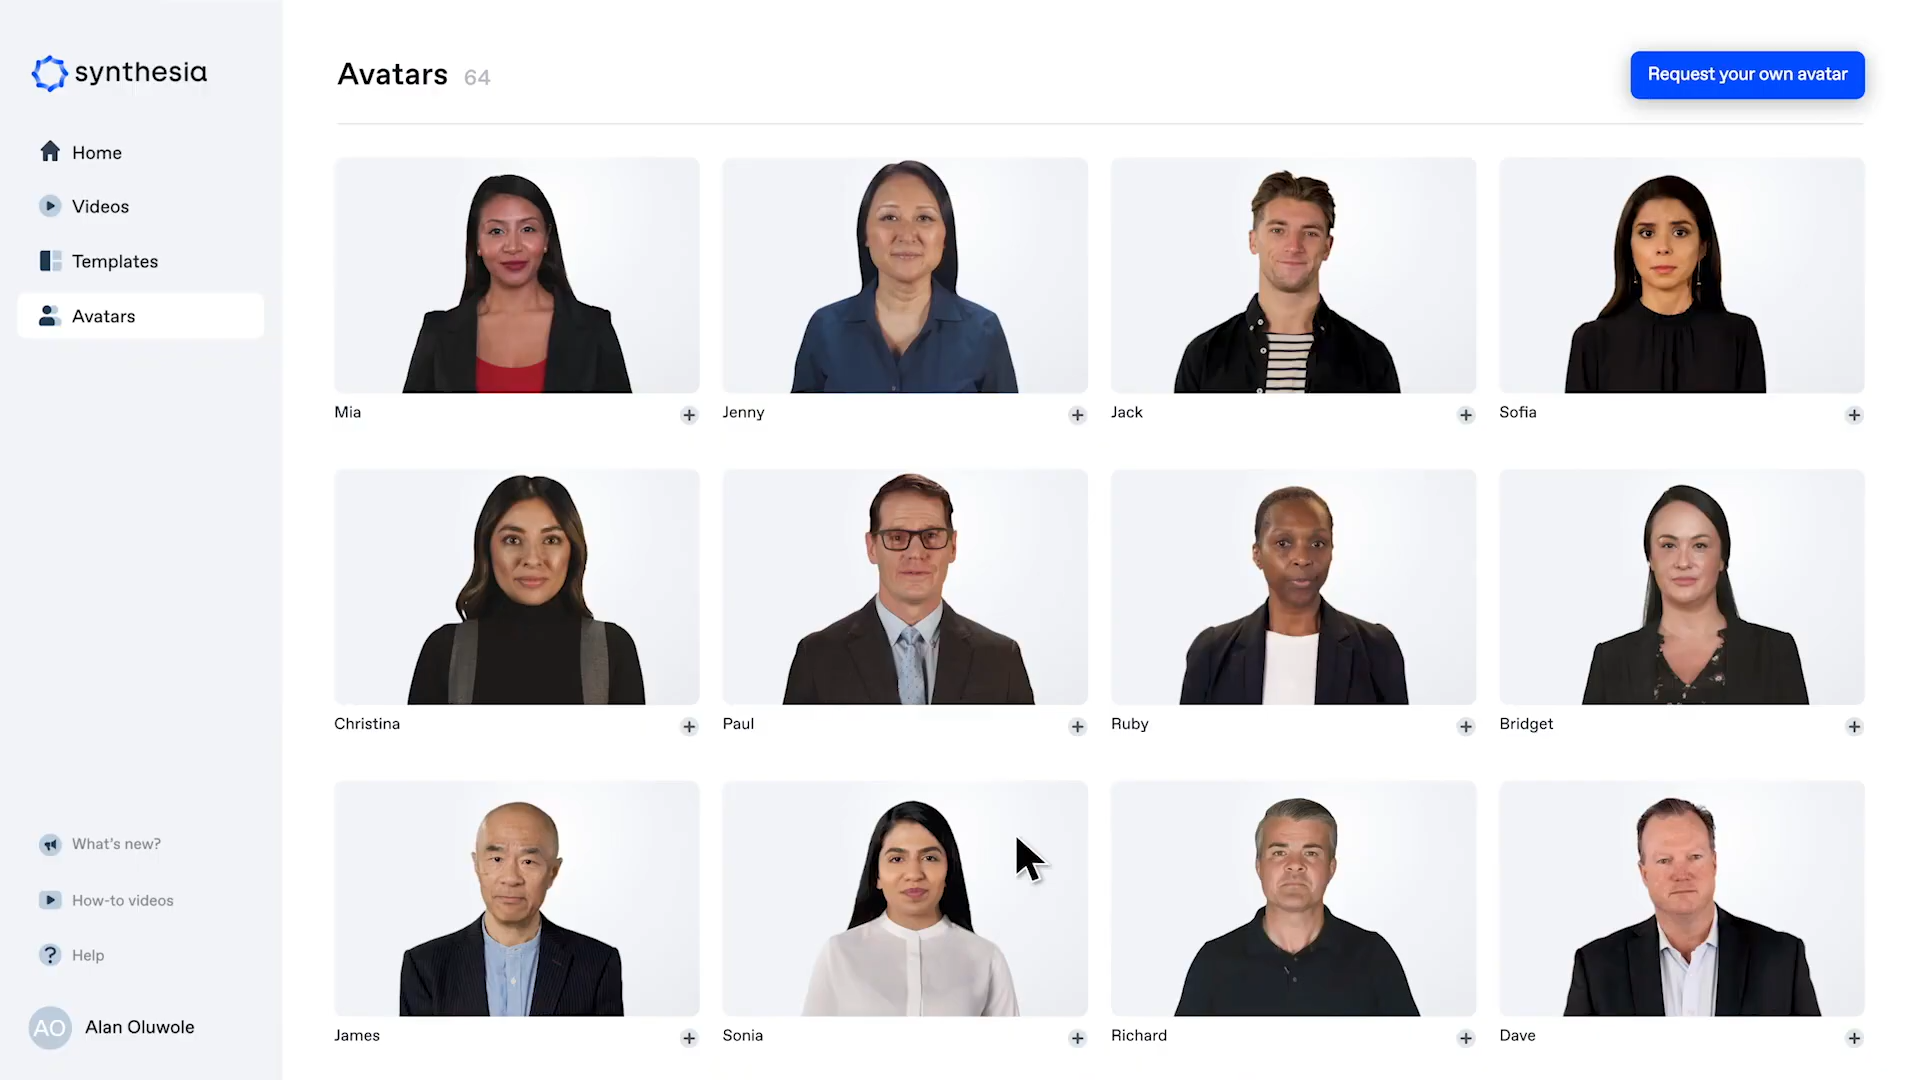 synthesia
Home
Videos
Templates
Avatars
What's new?
How-to videos
? Help
AO Alan Oluwole
Avatars 64
Request your own avatar
Mia + Jenny + Jack + Sofia +
Christina + Paul + Ruby + Bridget +
James + Sonia + Richard + Dave +